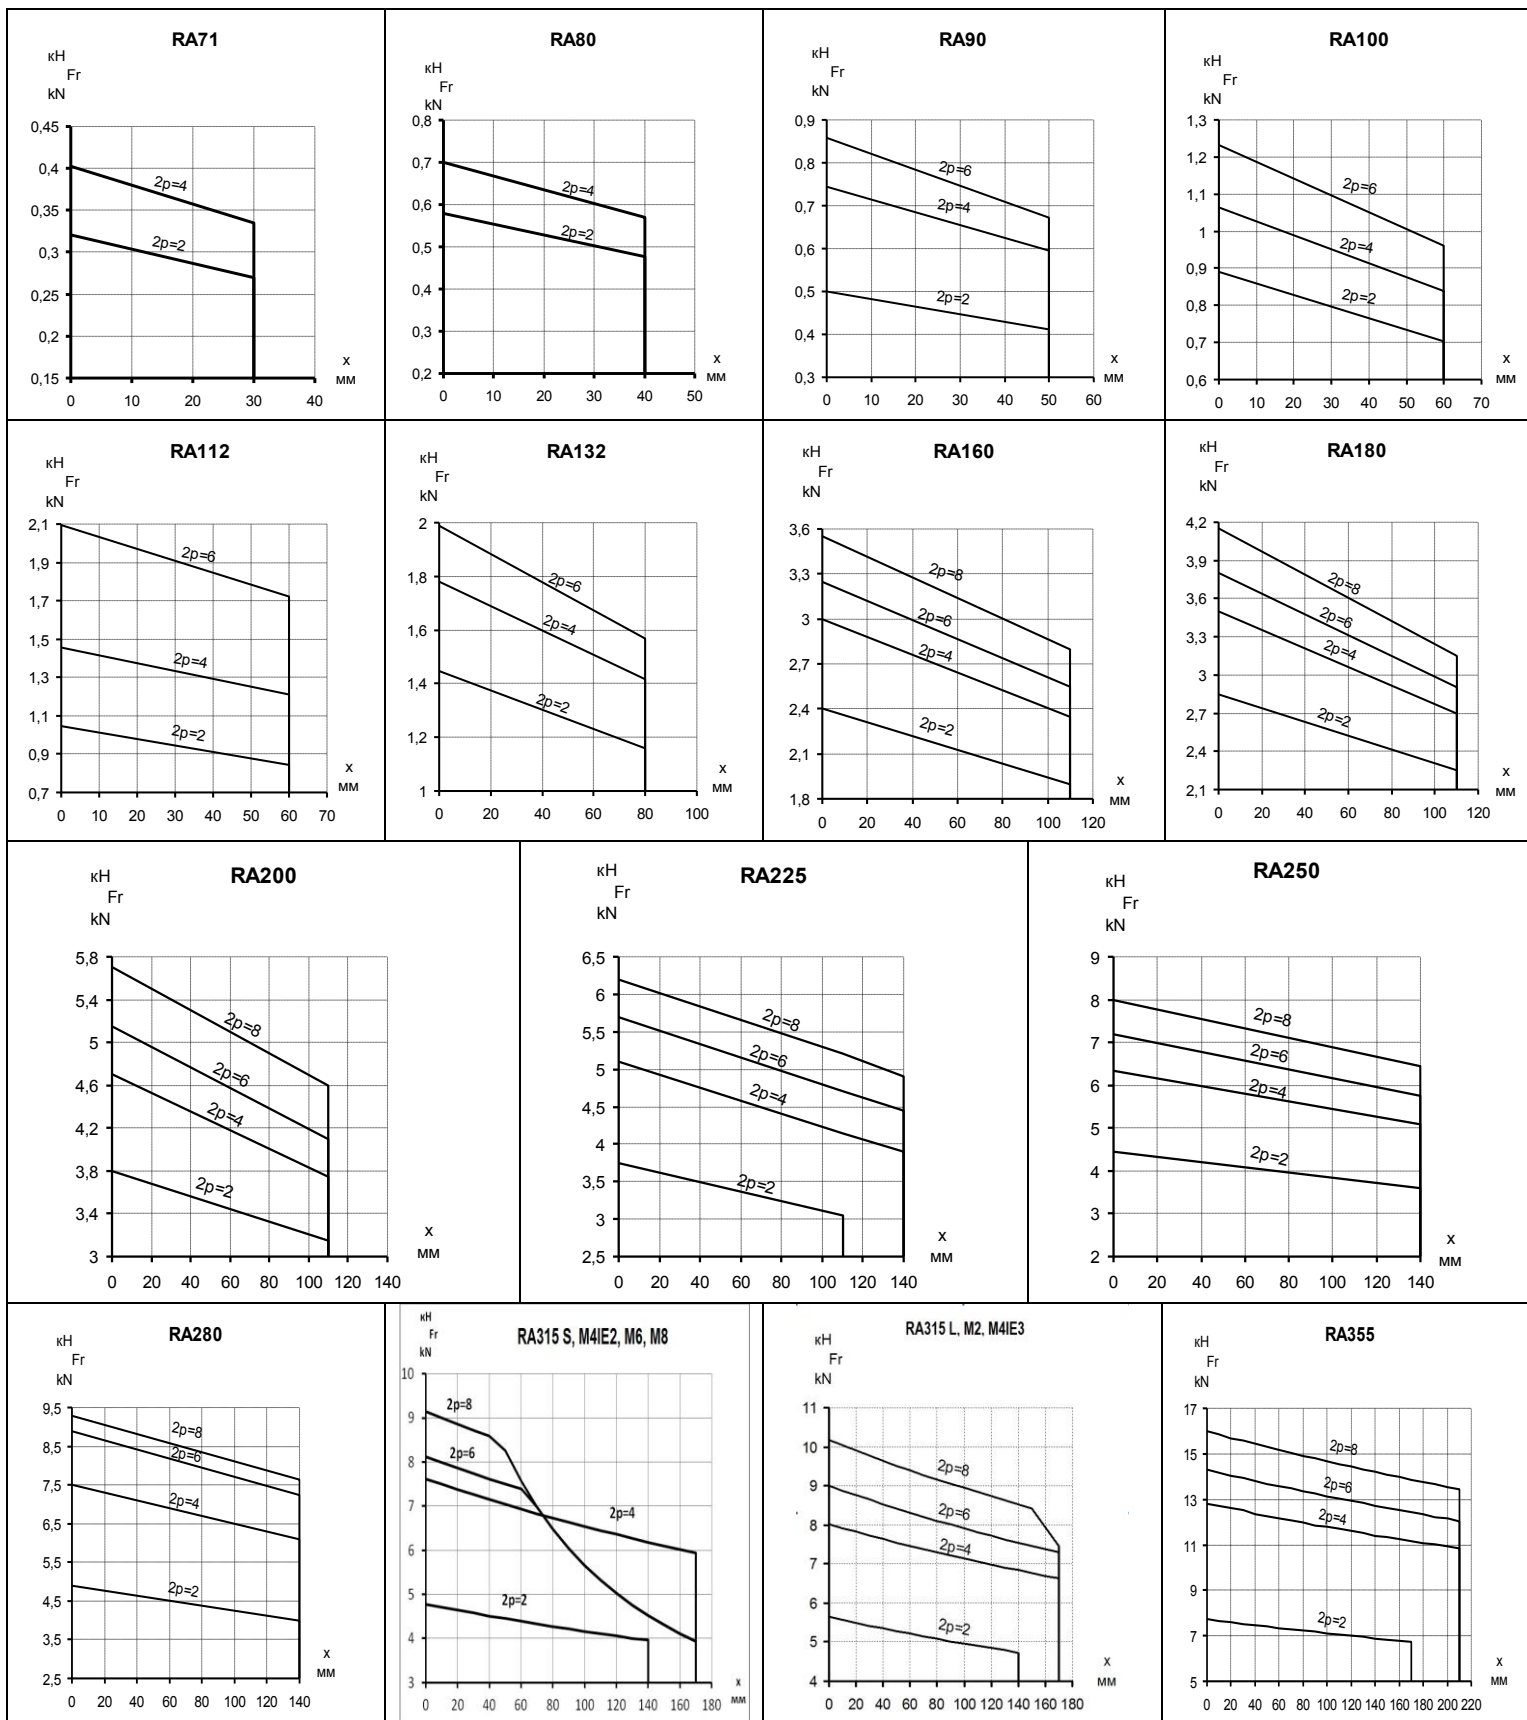 RA71
кН
Fr
kN
0,45
0,4
0,35
0,3
0,25
0,2
0,15
2p=4
2p=2
x
мм
0 10 20 30 40
RA80
кН
Fr
kN
0,8
0,7
0,6
0,5
0,4
0,3
0,2
2p=4
2p=2
x
мм
0 10 20 30 40 50
RA90
кН
Fr
kN
0,9
0,8
0,7
0,6
0,5
0,4
0,3
2p=6
2p=4
2p=2
x
мм
0 10 20 30 40 50 60
RA100
кН
Fr
kN
1,3
1,2
1,1
1
0,9
0,8
0,7
0,6
2p=6
2p=4
2p=2
x
мм
0 10 20 30 40 50 60 70
RA112
кН
Fr
kN
2,1
1,9
1,7
1,5
1,3
1,1
0,9
0,7
2p=6
2p=4
2p=2
x
мм
0 10 20 30 40 50 60 70
RA132
кН
Fr
kN
2
1,8
1,6
1,4
1,2
1
2p=6
2p=4
2p=2
x
мм
0 20 40 60 80 100
RA160
кН
Fr
kN
3,6
3,3
3
2,7
2,4
2,1
1,8
2p=8
2p=6
2p=4
2p=2
x
мм
0 20 40 60 80 100 120
RA180
кН
Fr
kN
4,2
3,9
3,6
3,3
3
2,7
2,4
2,1
2p=8
2p=6
2p=4
2p=2
x
мм
0 20 40 60 80 100 120
RA200
кН
Fr
kN
5,8
5,4
5
4,6
4,2
3,8
3,4
3
2p=8
2p=6
2p=4
2p=2
x
мм
0 20 40 60 80 100 120 140
RA225
кН
Fr
kN
6,5
6
5,5
5
4,5
4
3,5
3
2,5
2p=8
2p=6
2p=4
2p=2
x
мм
0 20 40 60 80 100 120 140
RA250
кН
Fr
kN
9
8
7
6
5
4
3
2
2p=8
2p=6
2p=4
2p=2
x
мм
0 20 40 60 80 100 120 140
RA280
кН
Fr
kN
9,5
8,5
7,5
6,5
5,5
4,5
3,5
2,5
2p=8
2p=6
2p=4
2p=2
x
мм
0 20 40 60 80 100 120 140
RA315 S, M4IE2, M6, M8
кН
Fr
kN
10
9
8
7
6
5
4
3
2p=8
2p=6
2p=4
2p=2
x
мм
0 20 40 60 80 100 120 140 160 180
RA315 L, M2, M4IE3
кН
Fr
kN
11
10
9
8
7
6
5
4
2p=8
2p=6
2p=4
2p=2
x
мм
0 20 40 60 80 100 120 140 160 180
RA355
кН
Fr
kN
17
15
13
11
9
7
5
2p=8
2p=6
2p=4
2p=2
x
мм
0 20 40 60 80 100 120 140 160 180 200 220